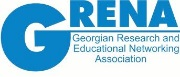 GRENA
Georgian Research and
Educational Networking
Association